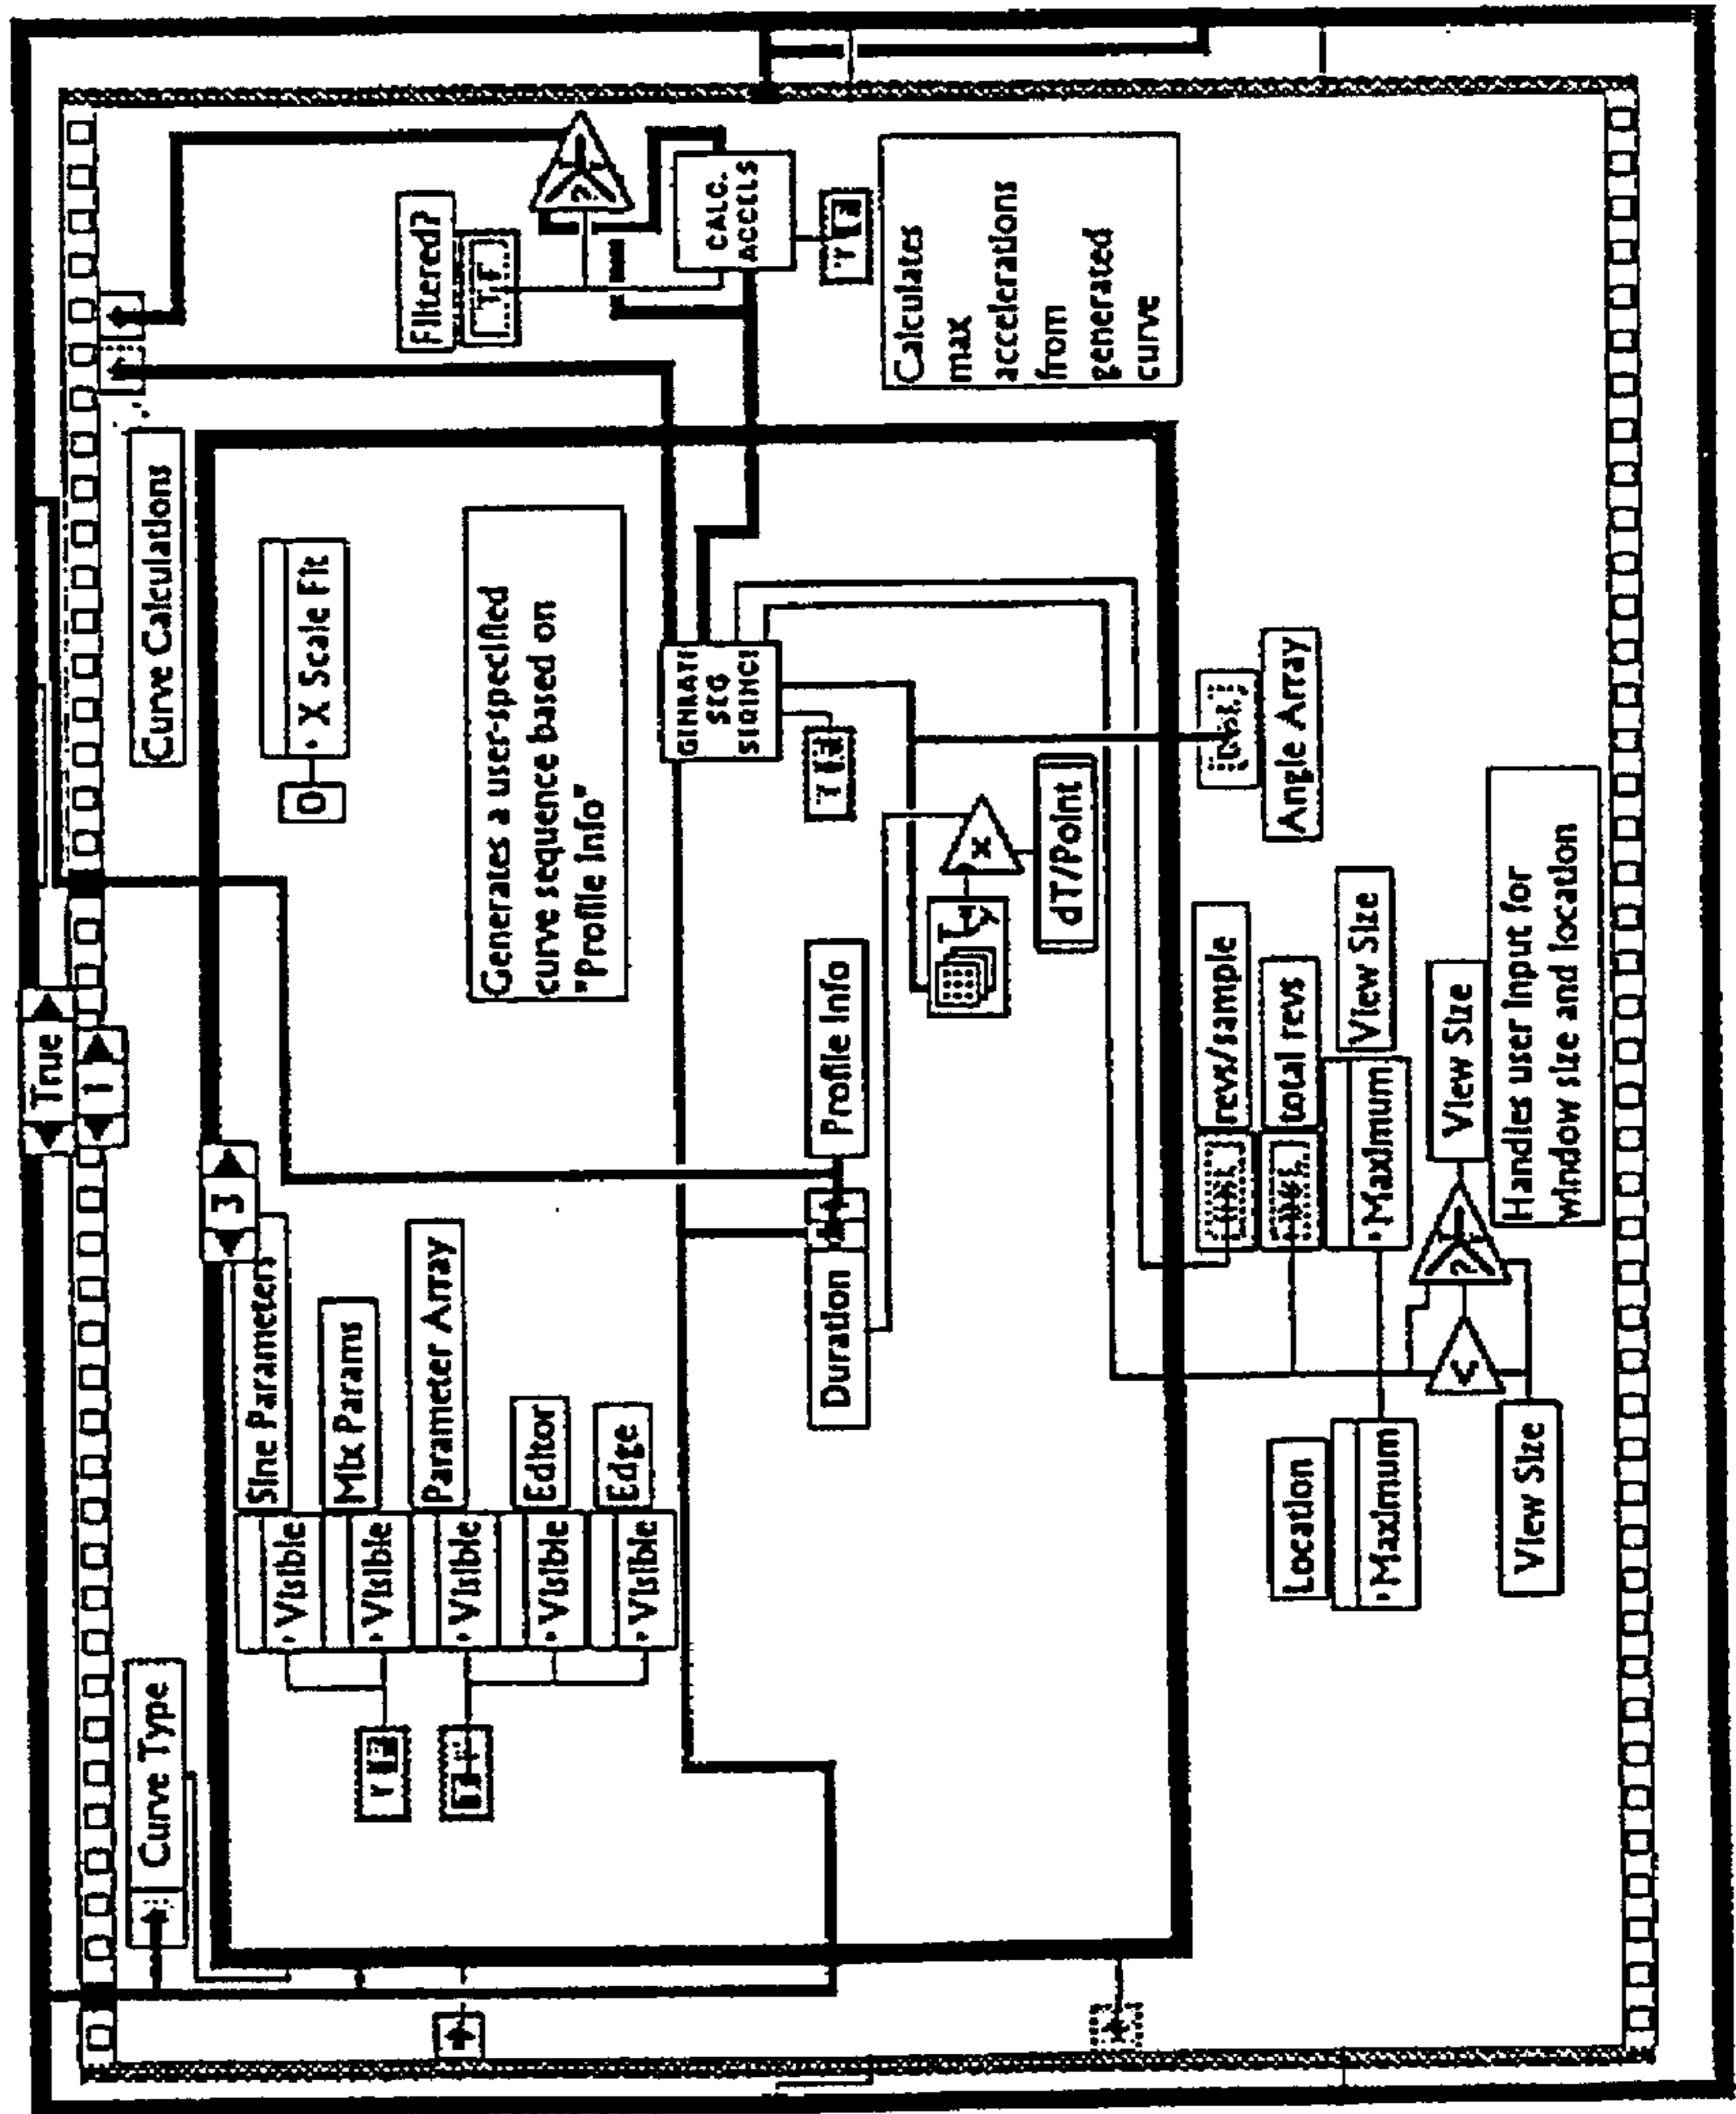 True
1
Curve Type
Curve Calculations
3
Sine Parameters
Visible
Mbx Params
Visible
Parameter Array
Visible
Editor
Visible
Edge
Visible
0
X Scale Fit
Generates a user-specified
curve sequence based on
"Profile Info"
Filtered?
T F
?
CALC.
ACCELS
Calculates
max
accelerations
from
generated
curve
Duration
Profile Info
x
dT/Point
Angle Array
revs/sample
total revs
Location
Maximum
Maximum
View Size
<
?
View Size
View Size
Handles user input for
window size and location